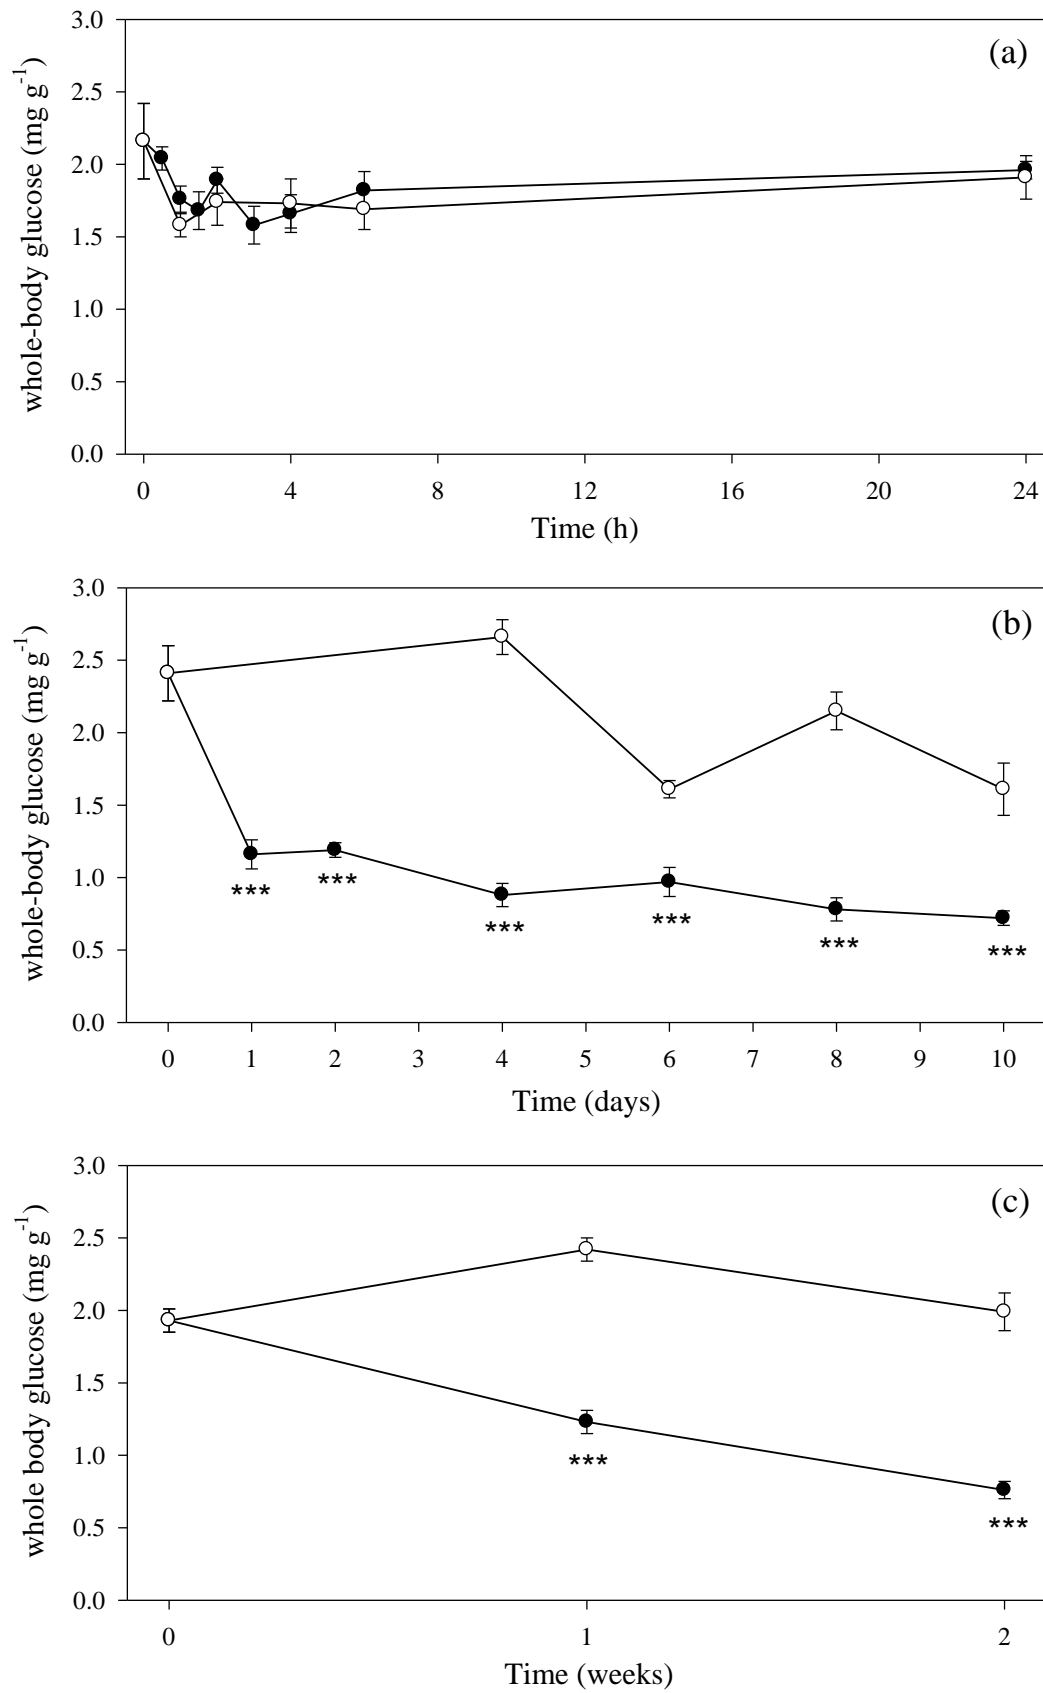 (a)
whole-body glucose (mg g-1)
3.0
2.5
2.0
1.5
1.0
0.5
0.0
0 4 8 12 16 20 24
Time (h)
(b)
whole-body glucose (mg g-1)
3.0
2.5
2.0
1.5
1.0
0.5
0.0
*** *** *** *** *** ***
0 1 2 3 4 5 6 7 8 9 10
Time (days)
(c)
whole body glucose (mg g-1)
3.0
2.5
2.0
1.5
1.0
0.5
0.0
***
***
0 1 2
Time (weeks)